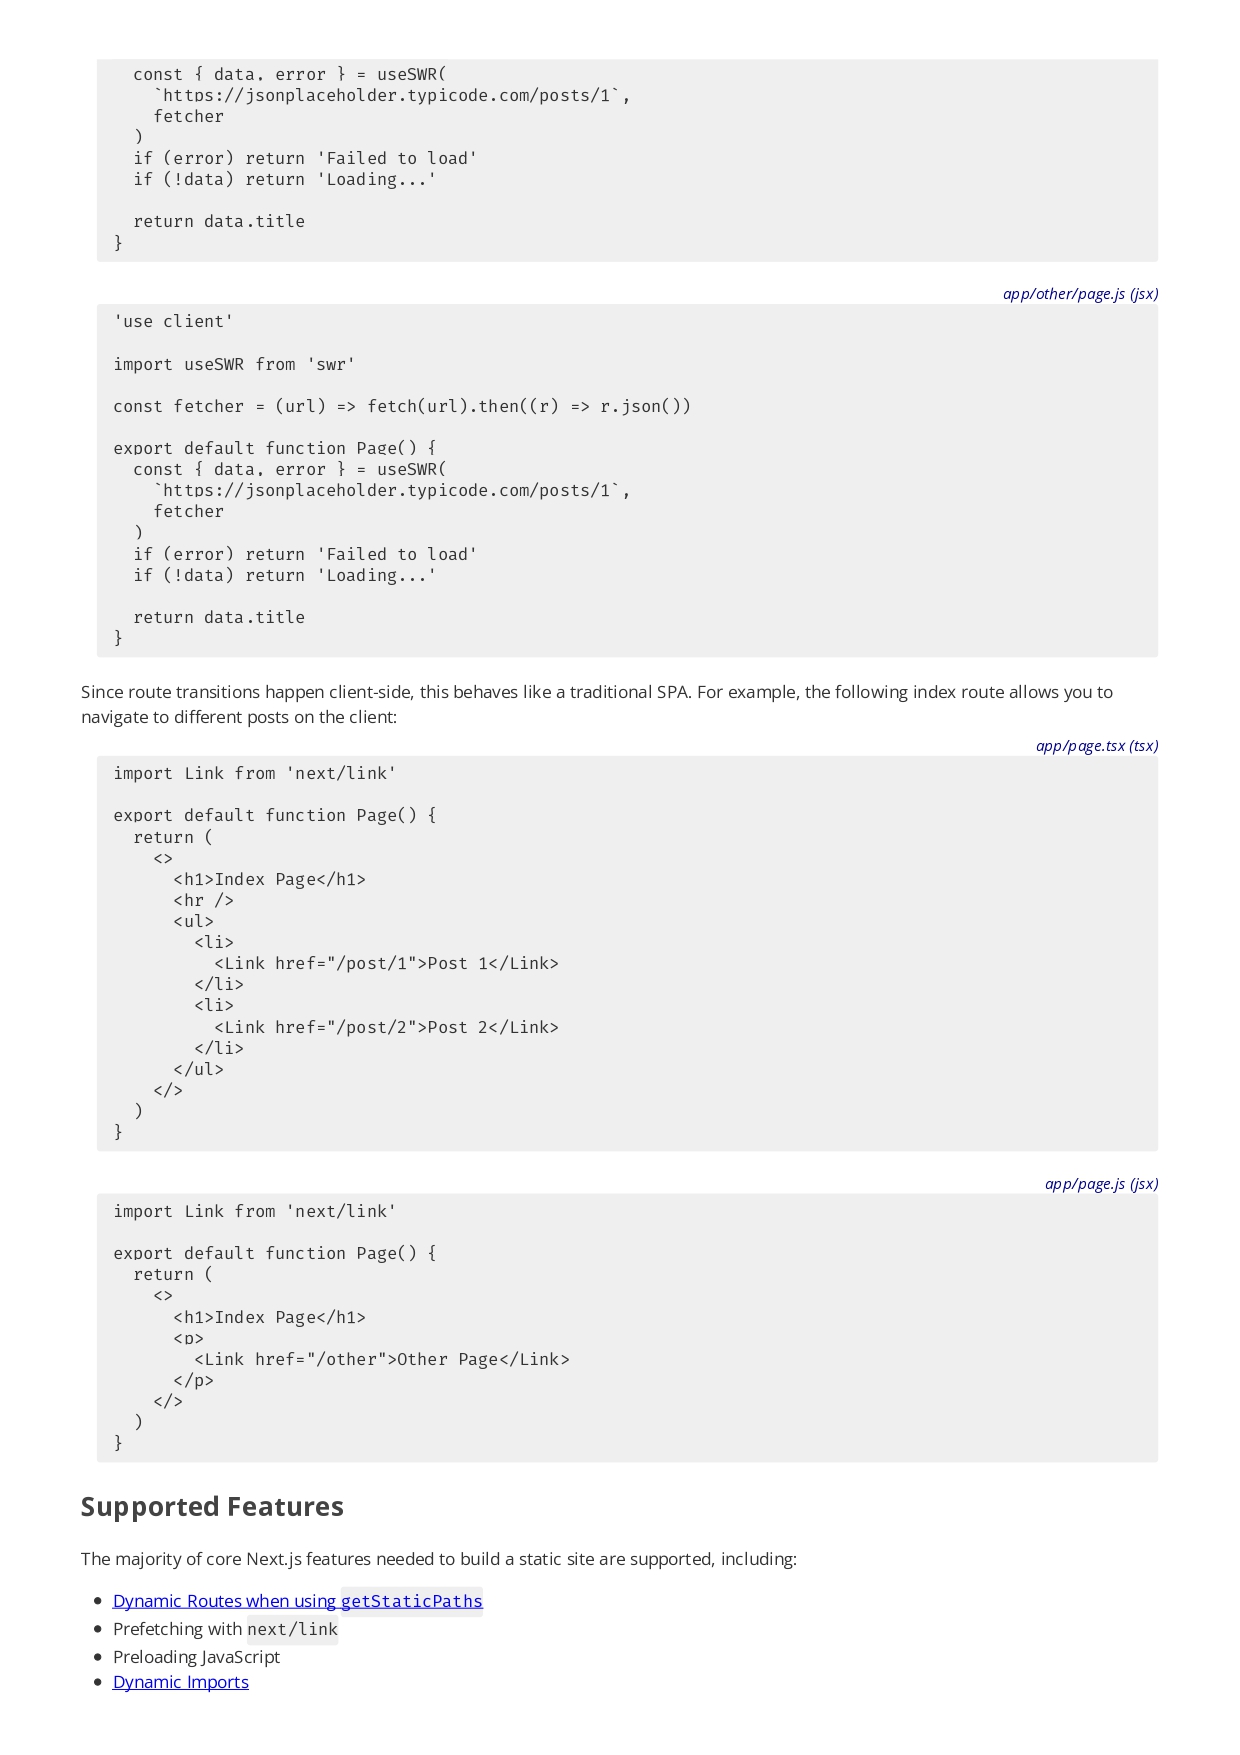 const { data, error } = useSWR(
    `https://jsonplaceholder.typicode.com/posts/1`,
    fetcher
  )
  if (error) return 'Failed to load'
  if (!data) return 'Loading...'

  return data.title
}
app/other/page.js (jsx)
'use client'

import useSWR from 'swr'

const fetcher = (url) => fetch(url).then((r) => r.json())

export default function Page() {
  const { data, error } = useSWR(
    `https://jsonplaceholder.typicode.com/posts/1`,
    fetcher
  )
  if (error) return 'Failed to load'
  if (!data) return 'Loading...'

  return data.title
}
Since route transitions happen client-side, this behaves like a traditional SPA. For example, the following index route allows you to
navigate to different posts on the client:
app/page.tsx (tsx)
import Link from 'next/link'

export default function Page() {
  return (
    <>
      <h1>Index Page</h1>
      <hr />
      <ul>
        <li>
          <Link href="/post/1">Post 1</Link>
        </li>
        <li>
          <Link href="/post/2">Post 2</Link>
        </li>
      </ul>
    </>
  )
}
app/page.js (jsx)
import Link from 'next/link'

export default function Page() {
  return (
    <>
      <h1>Index Page</h1>
      <p>
        <Link href="/other">Other Page</Link>
      </p>
    </>
  )
}
Supported Features
The majority of core Next.js features needed to build a static site are supported, including:
• Dynamic Routes when using getStaticPaths
• Prefetching with next/link
• Preloading JavaScript
• Dynamic Imports